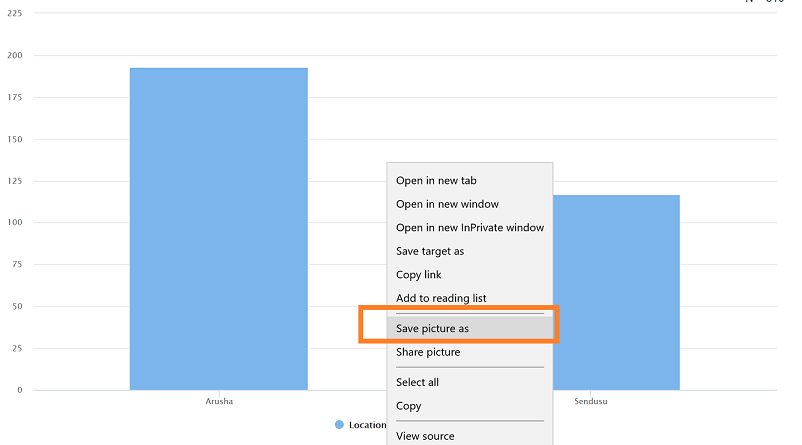 225
200
175
150
125
100
75
50
25
0
Arusha
Sendusu
Location
Open in new tab
Open in new window
Open in new InPrivate window
Save target as
Copy link
Add to reading list
Save picture as
Share picture
Select all
Copy
View source